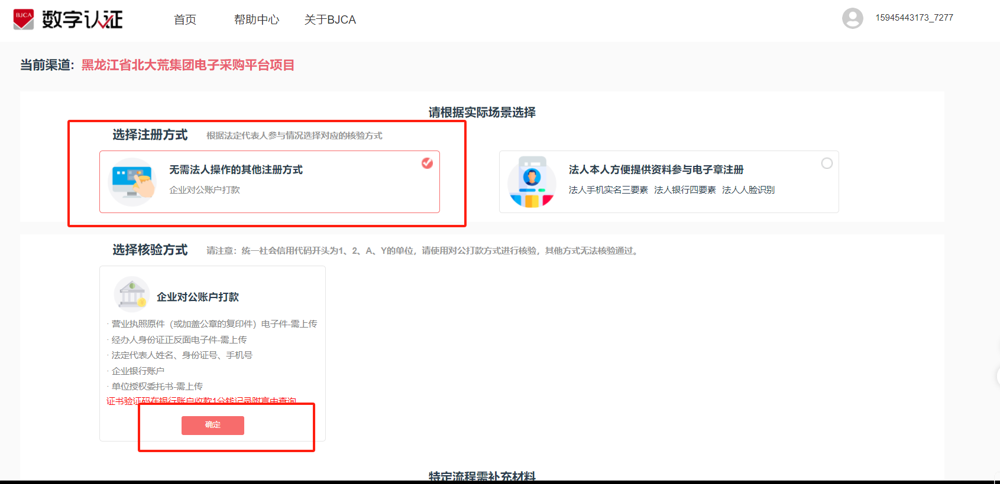 BJCA 数字认证 首页 帮助中心 关于BJCA 15945443173_7277
当前渠道: 黑龙江省北大荒集团电子采购平台项目
请根据实际场景选择
选择注册方式 根据法定代表人参与情况选择对应的核验方式
无需法人操作的其他注册方式
企业对公账户打款
法人本人方便提供资料参与电子章注册
法人手机实名三要素 法人银行四要素 法人人脸识别
选择核验方式 请注意：统一社会信用代码开头为1、2、A、Y的单位，请使用对公打款方式进行核验，其他方式无法核验通过。
企业对公账户打款
· 营业执照原件（或加盖公章的复印件）电子件-需上传
· 经办人身份证正反面电子件-需上传
· 法定代表人姓名、身份证号、手机号
· 企业银行账户
· 单位授权委托书-需上传
证书验证码在银行账户收款1分钱记录附言中查询
确定
特定流程需补充材料